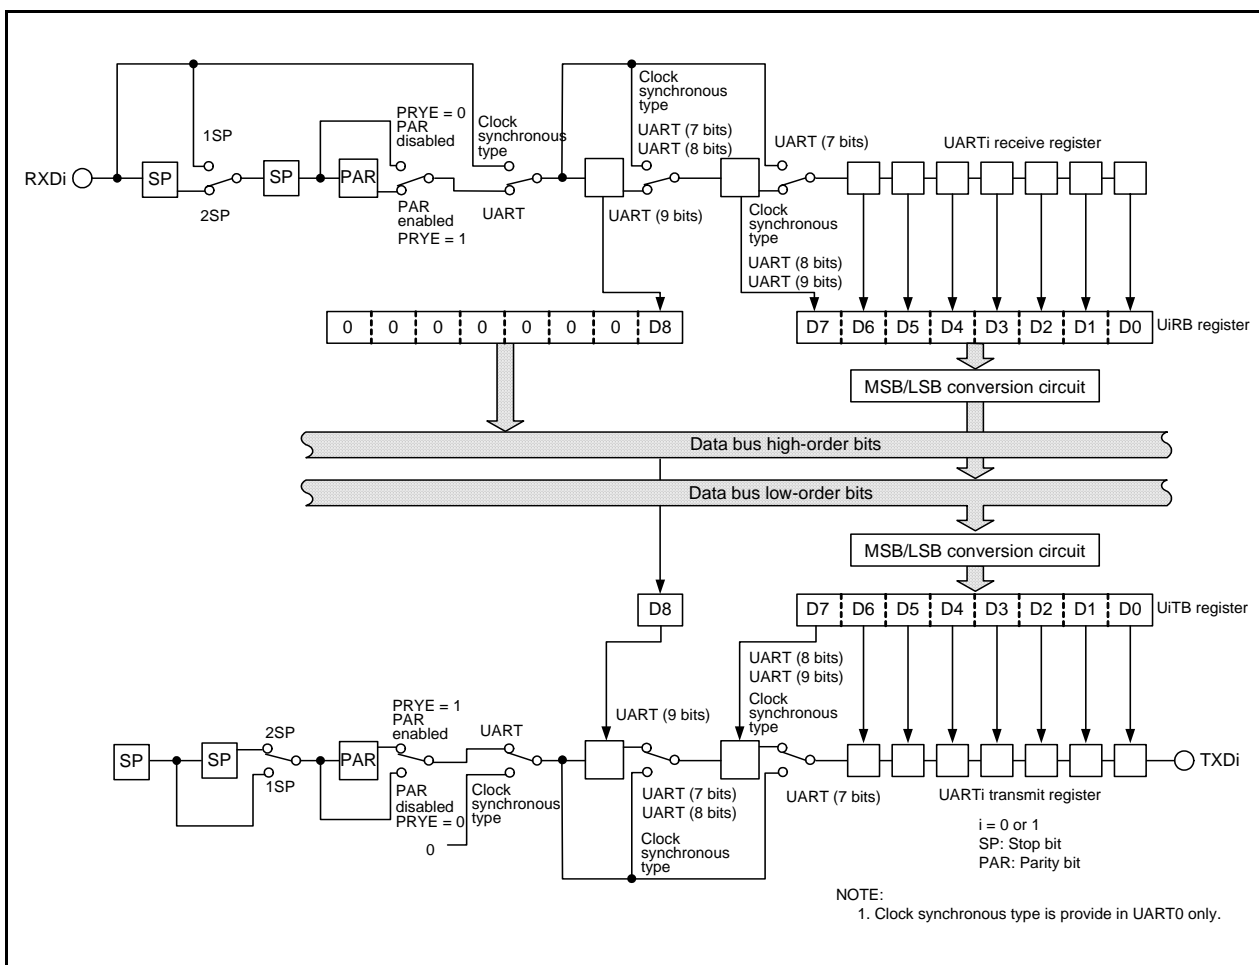 Clock
synchronous
type
PRYE = 0
PAR
disabled
Clock
synchronous
type
1SP
UART (7 bits)
UART (8 bits)
UART (7 bits)
UARTi receive register
RXDi
SP
SP
PAR
2SP
PAR
enabled
PRYE = 1
UART
UART (9 bits)
Clock
synchronous
type
UART (8 bits)
UART (9 bits)
0 0 0 0 0 0 0 D8
D7 D6 D5 D4 D3 D2 D1 D0
UiRB register
MSB/LSB conversion circuit
Data bus high-order bits
Data bus low-order bits
MSB/LSB conversion circuit
D8
D7 D6 D5 D4 D3 D2 D1 D0
UiTB register
UART (8 bits)
UART (9 bits)
Clock
synchronous
type
PRYE = 1
PAR
enabled
UART
UART (9 bits)
2SP
SP
SP
PAR
TXDi
1SP
PAR
disabled
PRYE = 0
0
Clock
synchronous
type
UART (7 bits)
UART (8 bits)
Clock
synchronous
type
UART (7 bits)
UARTi transmit register
i = 0 or 1
SP: Stop bit
PAR: Parity bit
NOTE:
1. Clock synchronous type is provide in UART0 only.